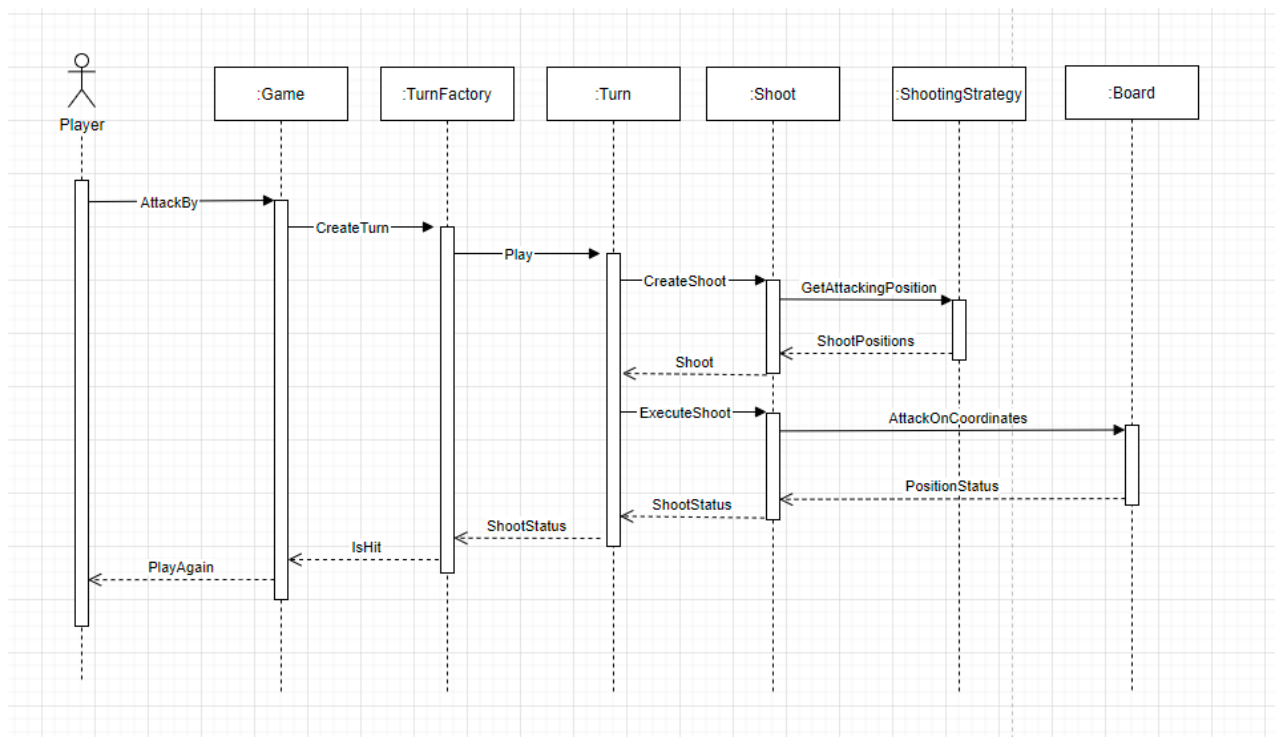 :Game
:TurnFactory
:Turn
:Shoot
:ShootingStrategy
:Board
Player
AttackBy
CreateTurn
Play
CreateShoot
GetAttackingPosition
ShootPositions
Shoot
ExecuteShoot
AttackOnCoordinates
PositionStatus
ShootStatus
ShootStatus
IsHit
PlayAgain